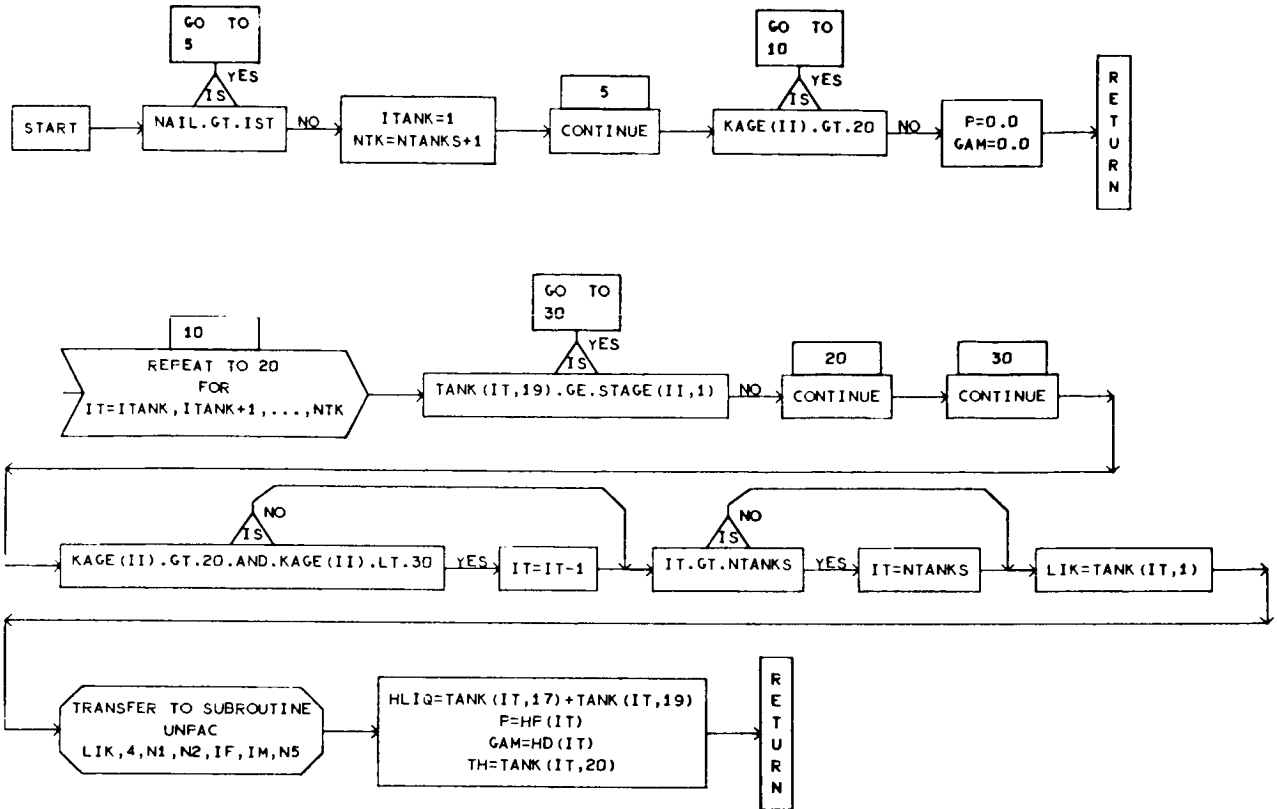 GO TO
5
YES
IS
START
NAIL.GT.IST
NO
ITANK=1
NTK=NTANKS+1
5
CONTINUE
GO TO
10
YES
IS
KAGE(II).GT.20
NO
P=0.0
GAM=0.0
RETURN
10
REPEAT TO 20
FOR
IT=ITANK,ITANK+1,...,NTK
GO TO
30
YES
IS
TANK(IT,19).GE.STAGE(II,1)
NO
20
CONTINUE
30
CONTINUE
NO
IS
KAGE(II).GT.20.AND.KAGE(II).LT.30
YES
IT=IT-1
NO
IS
IT.GT.NTANKS
YES
IT=NTANKS
LIK=TANK(IT,1)
TRANSFER TO SUBROUTINE
UNPAC
LIK,4,N1,N2,IF,IM,N5
HLIQ=TANK(IT,17)+TANK(IT,19)
P=HP(IT)
GAM=HD(IT)
TH=TANK(IT,20)
RETURN